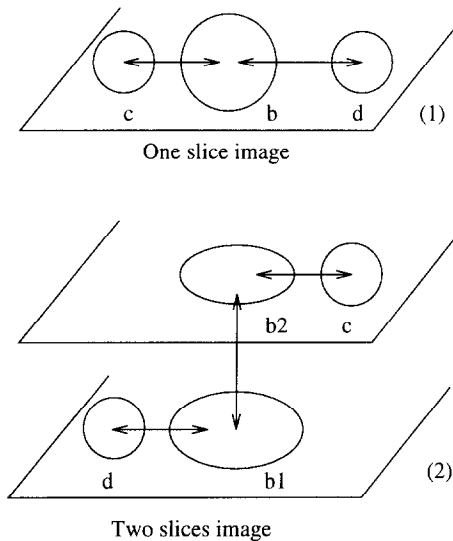 c b d (1)
One slice image
b2 c
d b1 (2)
Two slices image